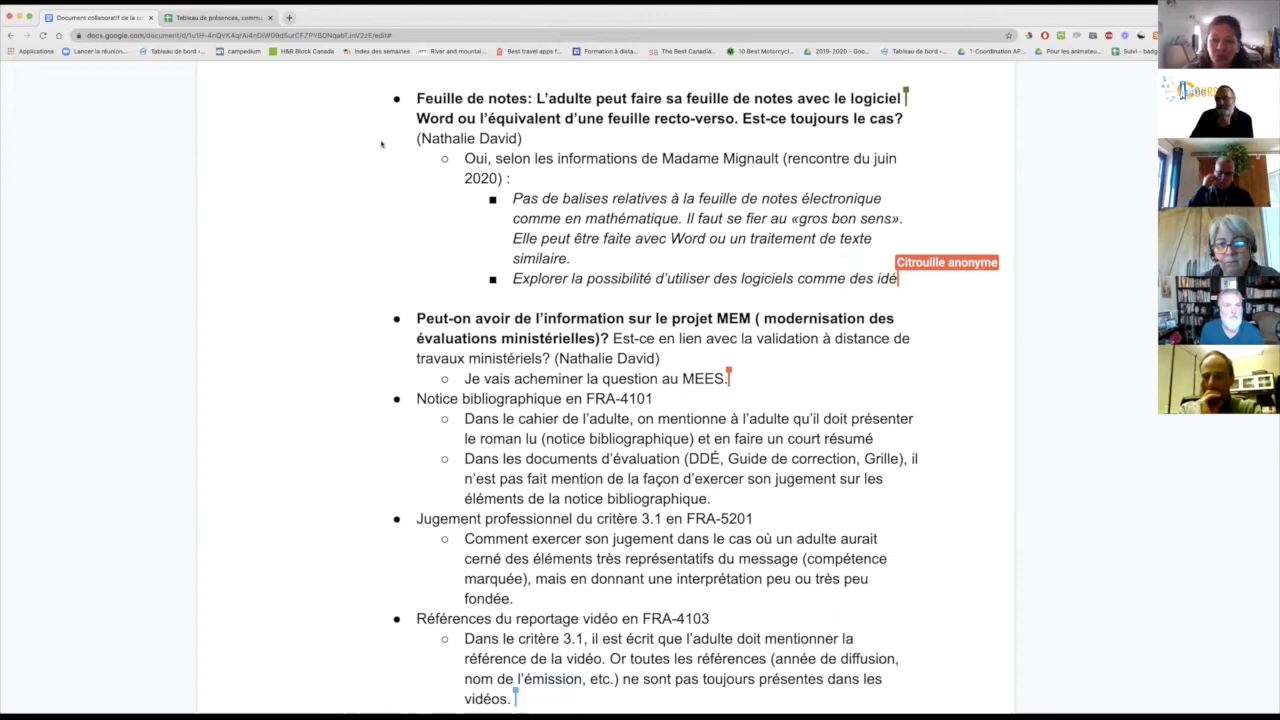 Document collaboratif de la co
Tableau de présences, commu
docs.google.com/document/d/1u1H-4nQVK4qrAi4nDiW09d5urCFZPYBDNqabTJnV2zE/edit#
Applications
Lancer la réunion...
Tableau de bord ‹...
campedium
H&R Block Canada
Index des semaines
River and mountai...
Best travel apps f...
Formation à dista...
The Best Canadia...
10 Best Motorcycl...
2019-2020 - Goo...
Tableau de bord ‹...
1-Coordination AP...
Pour les animateu...
Suivi - badg
Feuille de notes: L’adulte peut faire sa feuille de notes avec le logiciel
Word ou l’équivalent d’une feuille recto-verso. Est-ce toujours le cas?
(Nathalie David)
Oui, selon les informations de Madame Mignault (rencontre du juin
2020) :
Pas de balises relatives à la feuille de notes électronique
comme en mathématique. Il faut se fier au «gros bon sens».
Elle peut être faite avec Word ou un traitement de texte
similaire.
Citrouille anonyme
Explorer la possibilité d’utiliser des logiciels comme des idé
Peut-on avoir de l’information sur le projet MEM ( modernisation des
évaluations ministérielles)? Est-ce en lien avec la validation à distance de
travaux ministériels? (Nathalie David)
Je vais acheminer la question au MEES.
Notice bibliographique en FRA-4101
Dans le cahier de l’adulte, on mentionne à l’adulte qu’il doit présenter
le roman lu (notice bibliographique) et en faire un court résumé
Dans les documents d’évaluation (DDÉ, Guide de correction, Grille), il
n’est pas fait mention de la façon d’exercer son jugement sur les
éléments de la notice bibliographique.
Jugement professionnel du critère 3.1 en FRA-5201
Comment exercer son jugement dans le cas où un adulte aurait
cerné des éléments très représentatifs du message (compétence
marquée), mais en donnant une interprétation peu ou très peu
fondée.
Références du reportage vidéo en FRA-4103
Dans le critère 3.1, il est écrit que l’adulte doit mentionner la
référence de la vidéo. Or toutes les références (année de diffusion,
nom de l’émission, etc.) ne sont pas toujours présentes dans les
vidéos.